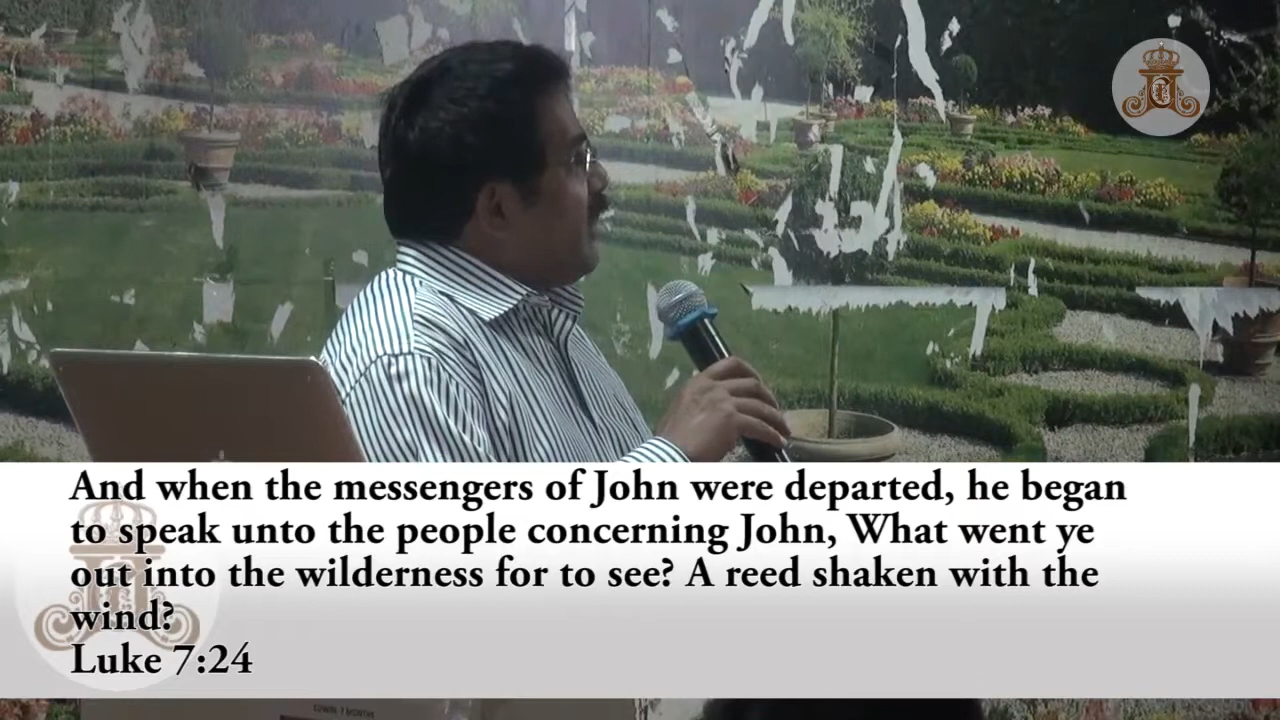 And when the messengers of John were departed, he began
to speak unto the people concerning John, What went ye
out into the wilderness for to see? A reed shaken with the
wind?
Luke 7:24